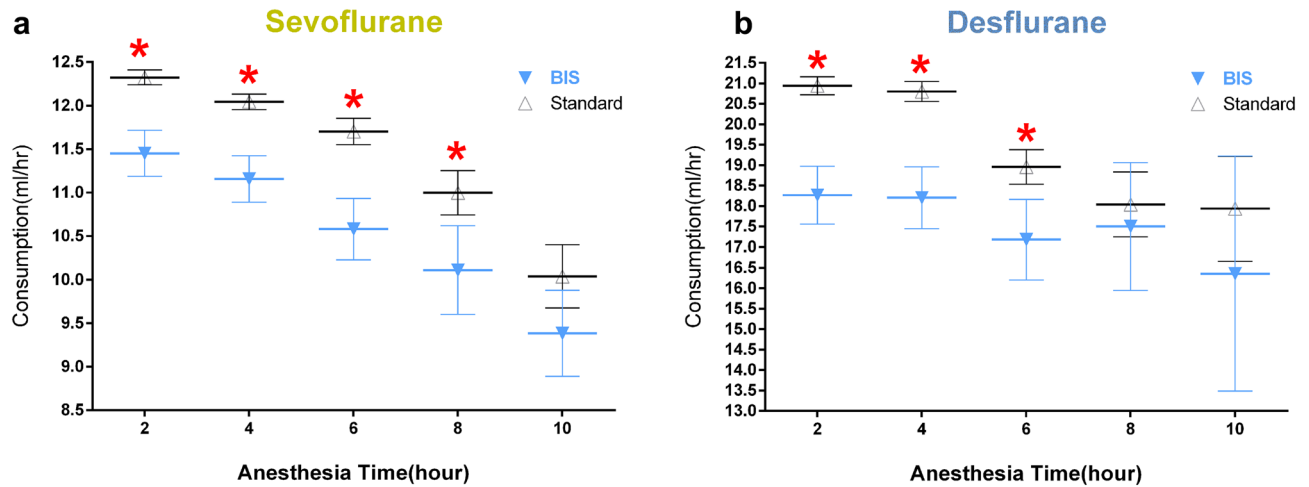 a
Sevoflurane
*
*
*
*
12.5
12.0
11.5
11.0
10.5
10.0
9.5
9.0
8.5
Consumption(ml/hr)
BIS
Standard
2 4 6 8 10
Anesthesia Time(hour)
b
Desflurane
*
*
*
21.5
21.0
20.5
20.0
19.5
19.0
18.5
18.0
17.5
17.0
16.5
16.0
15.5
15.0
14.5
14.0
13.5
13.0
Consumption(ml/hr)
BIS
Standard
2 4 6 8 10
Anesthesia Time(hour)